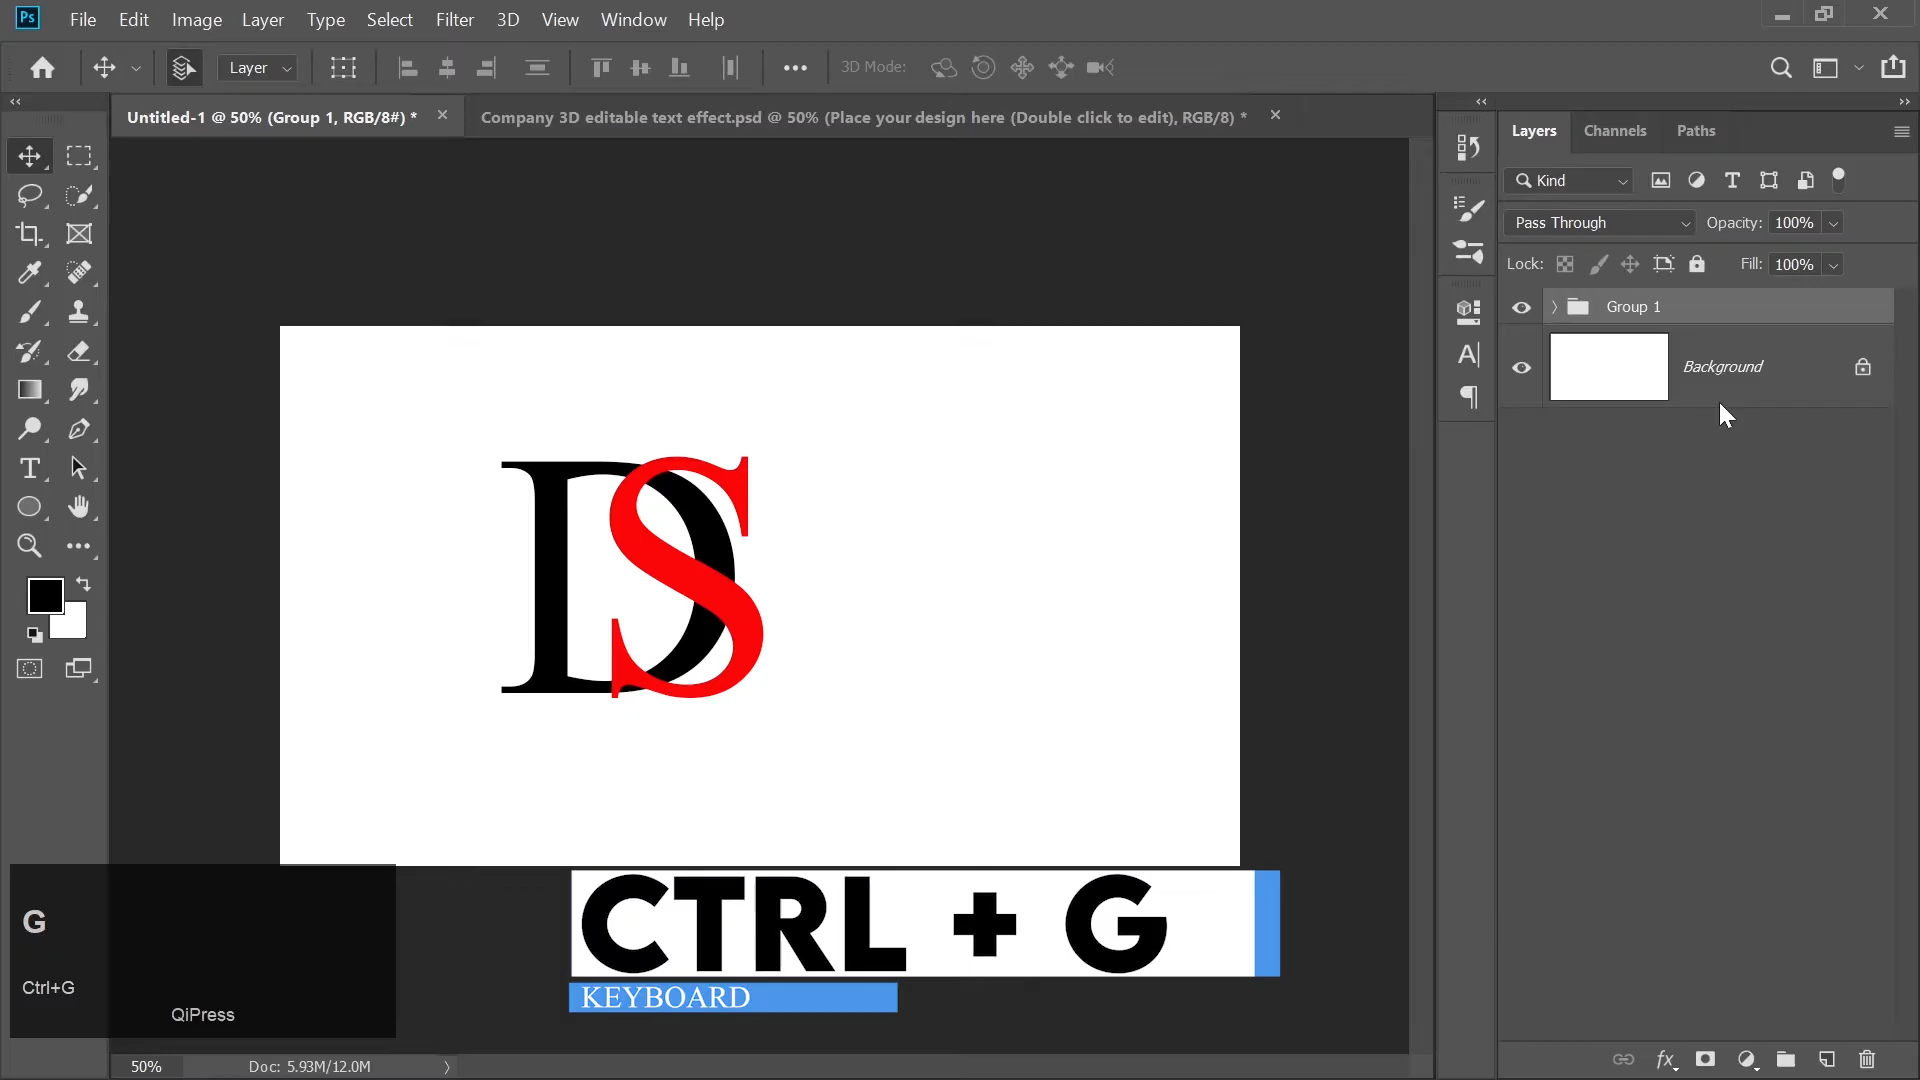 Ps File Edit Image Layer Type Select Filter 3D View Window Help
Layer 3D Mode:
Untitled-1 @ 50% (Group 1, RGB/8#) * Company 3D editable text effect.psd @ 50% (Place your design here (Double click to edit), RGB/8) *
Layers Channels Paths
Kind
Pass Through Opacity: 100%
Lock: Fill: 100%
Group 1
Background
DS
G
Ctrl+G
QiPress
CTRL + G
KEYBOARD
50% Doc: 5.93M/12.0M
fx